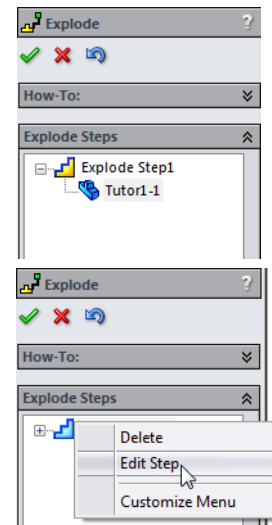 Explode ?
How-To:
Explode Steps
Explode Step1
Tutor1-1
Explode ?
How-To:
Explode Steps
Delete
Edit Step
Customize Menu